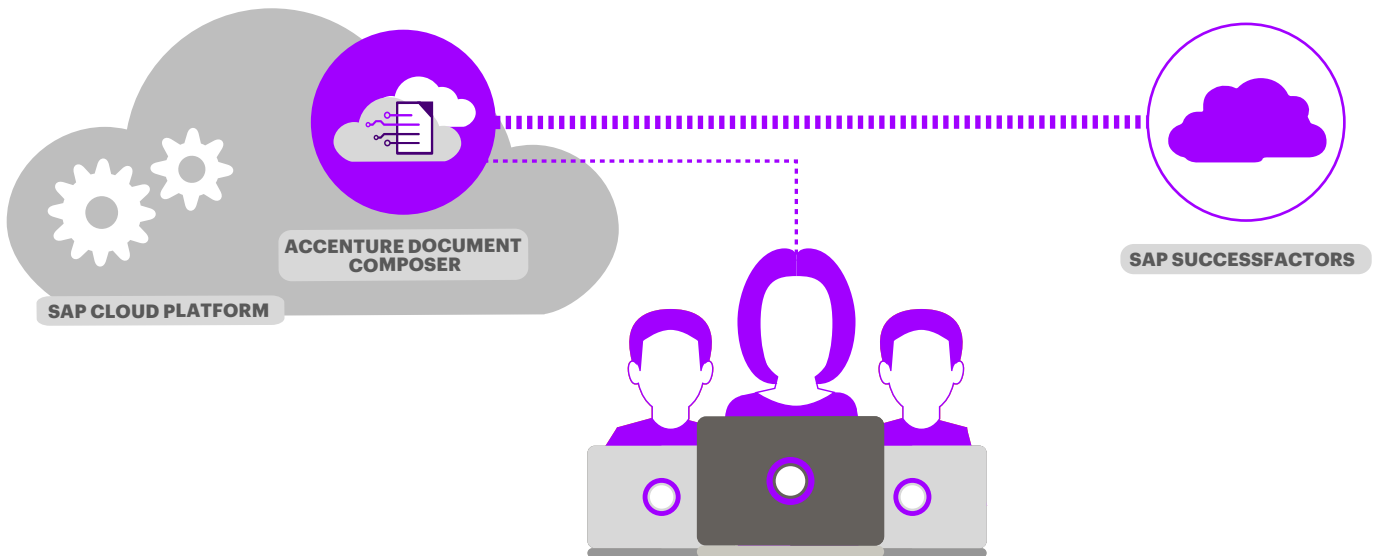 ACCENTURE DOCUMENT
COMPOSER
SAP SUCCESSFACTORS
SAP CLOUD PLATFORM